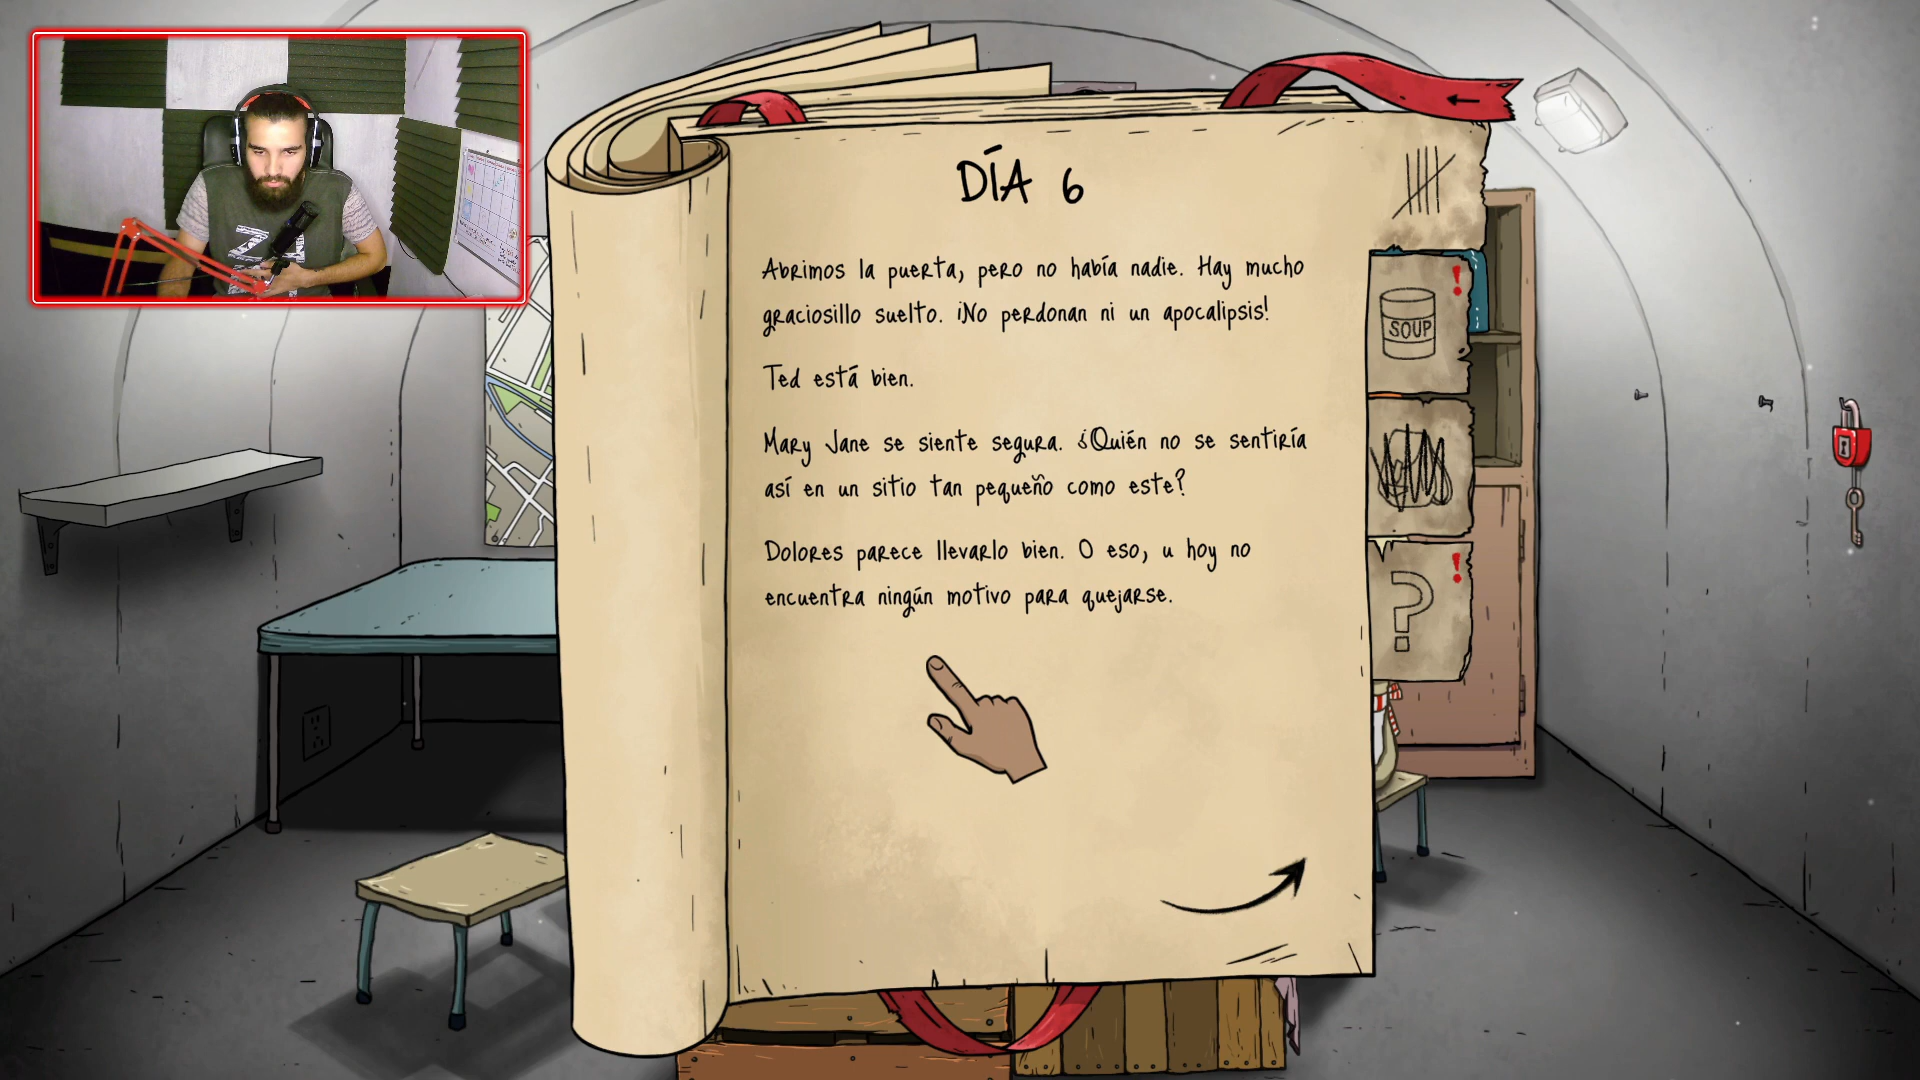 DÍA 6
Abrimos la puerta, pero no había nadie. Hay mucho
graciosillo suelto. ¡No perdonan ni un apocalipsis!
Ted está bien.
Mary Jane se siente segura. ¿Quién no se sentiría
así en un sitio tan pequeño como este?
Dolores parece llevarlo bien. O eso, u hoy no
encuentra ningún motivo para quejarse.
!
SOUP
!
?